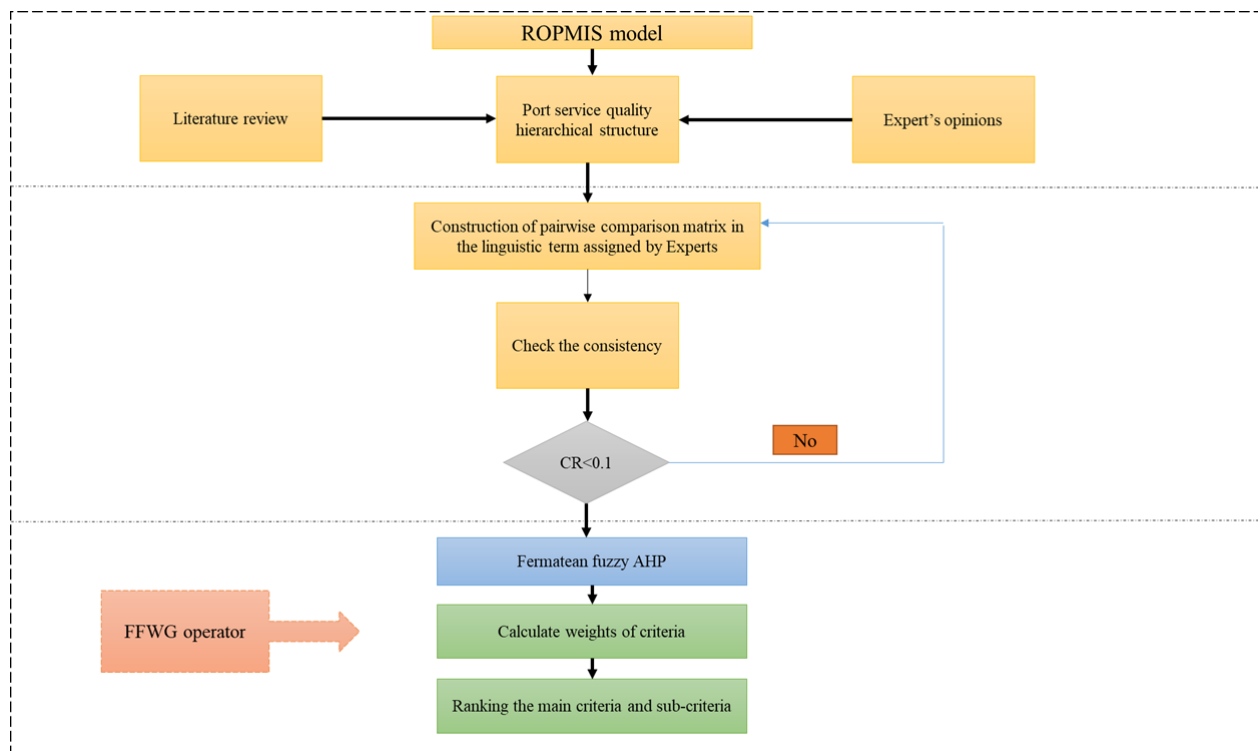 ROPMIS model
Literature review
Port service quality
hierarchical structure
Expert's opinions
Construction of pairwise comparison matrix in
the linguistic term assigned by Experts
Check the consistency
No
CR<0.1
Fermatean fuzzy AHP
FFWG operator
Calculate weights of criteria
Ranking the main criteria and sub-criteria